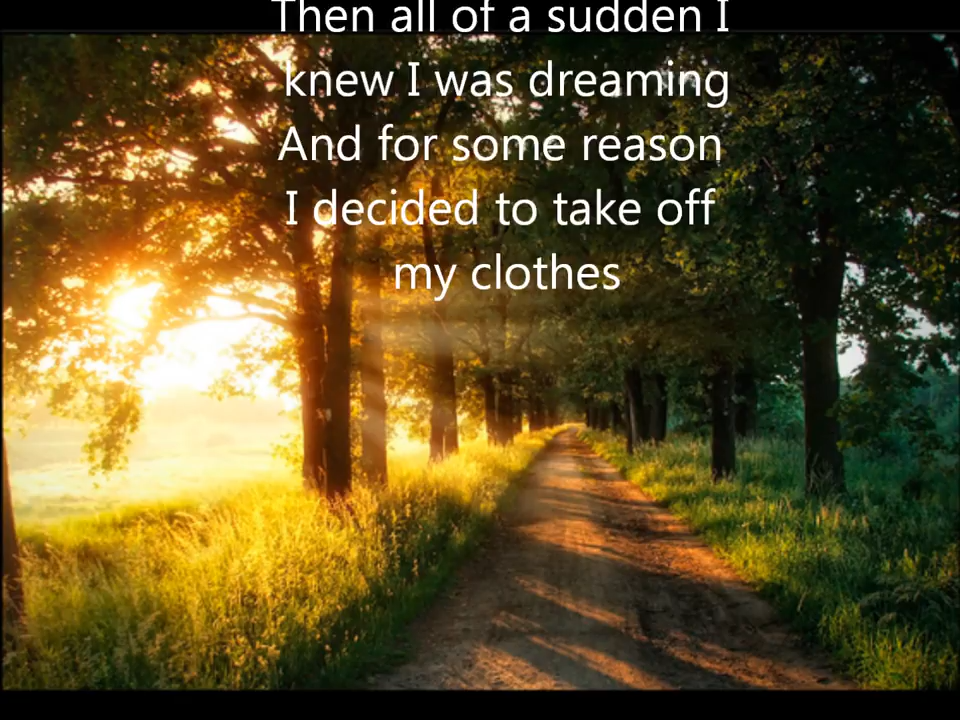 Then all of a sudden I
knew I was dreaming
And for some reason
I decided to take off
my clothes